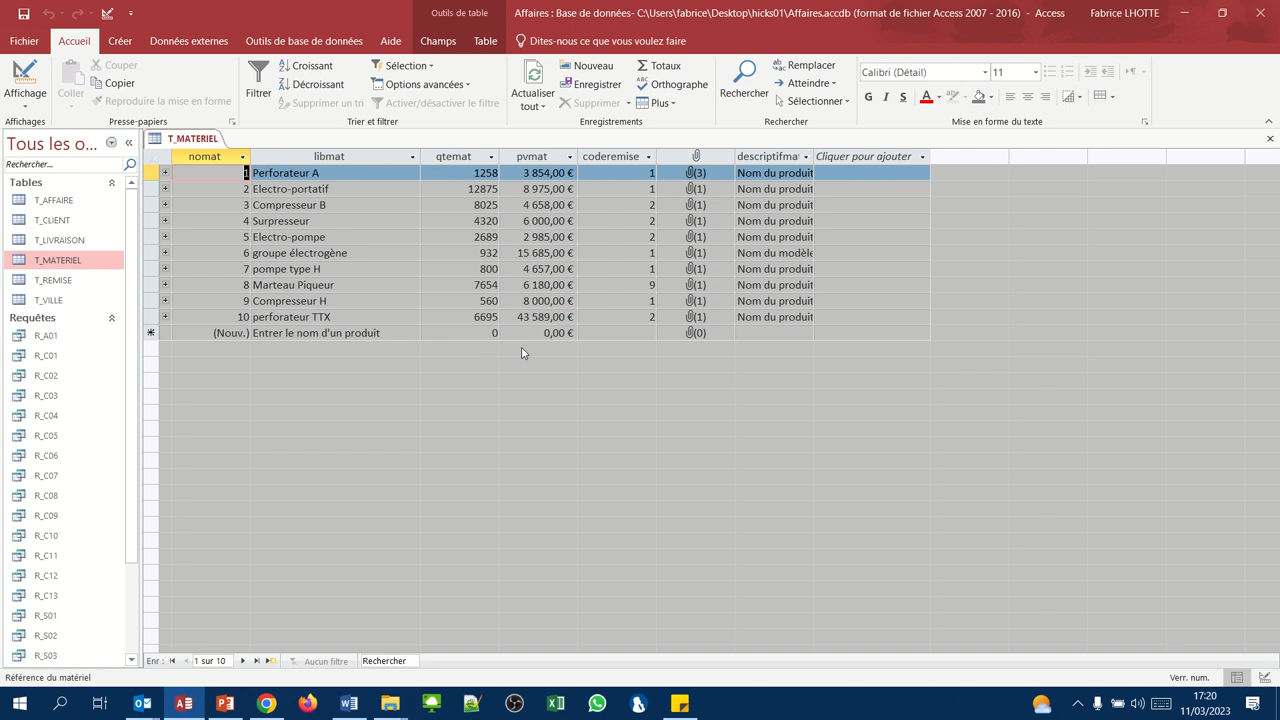 Outils de table
Affaires : Base de données- C:\Users\fabrice\Desktop\hicks01\Affaires.accdb (format de fichier Access 2007 - 2016) - Access
Fabrice LHOTTE
Fichier Accueil Créer Données externes Outils de base de données Aide Champs Table Dites-nous ce que vous voulez faire
Affichage
Coller
Couper
Copier
Reproduire la mise en forme
Filtrer
Croissant
Décroissant
Supprimer un tri
Sélection
Options avancées
Activer/désactiver le filtre
Actualiser
tout
Nouveau
Enregistrer
Supprimer
Totaux
Orthographe
Plus
Rechercher
Remplacer
Atteindre
Sélectionner
Calibri (Détail) 11
G I S A
Affichages Presse-papiers Trier et filtrer Enregistrements Rechercher Mise en forme du texte
Tous les o...
Rechercher...
Tables
T_AFFAIRE
T_CLIENT
T_LIVRAISON
T_MATERIEL
T_REMISE
T_VILLE
Requêtes
R_A01
R_C01
R_C02
R_C03
R_C04
R_C05
R_C06
R_C07
R_C08
R_C09
R_C10
R_C11
R_C12
R_C13
R_S01
R_S02
R_S03
T_MATERIEL
nomat libmat qtemat pvmat coderemise descriptifmat Cliquer pour ajouter
1 Perforateur A 1258 3 854,00 € 1 (3) Nom du produit
2 Electro-portatif 12875 8 975,00 € 1 (1) Nom du produit
3 Compresseur B 8025 4 658,00 € 2 (1) Nom du produit
4 Surpresseur 4320 6 000,00 € 2 (1) Nom du produit
5 Electro-pompe 2689 2 985,00 € 2 (1) Nom du produit
6 groupe électrogène 932 15 685,00 € 1 (1) Nom du modèle
7 pompe type H 800 4 657,00 € 1 (1) Nom du produit
8 Marteau Piqueur 7654 6 180,00 € 9 (1) Nom du produit
9 Compresseur H 560 8 000,00 € 1 (1) Nom du produit
10 perforateur TTX 6695 43 589,00 € 2 (1) Nom du produit
(Nouv.) Entrer le nom d'un produit 0 0,00 € (0)
Enr : 1 sur 10 Aucun filtre Rechercher
Référence du matériel
Verr. num.
17:20
11/03/2023